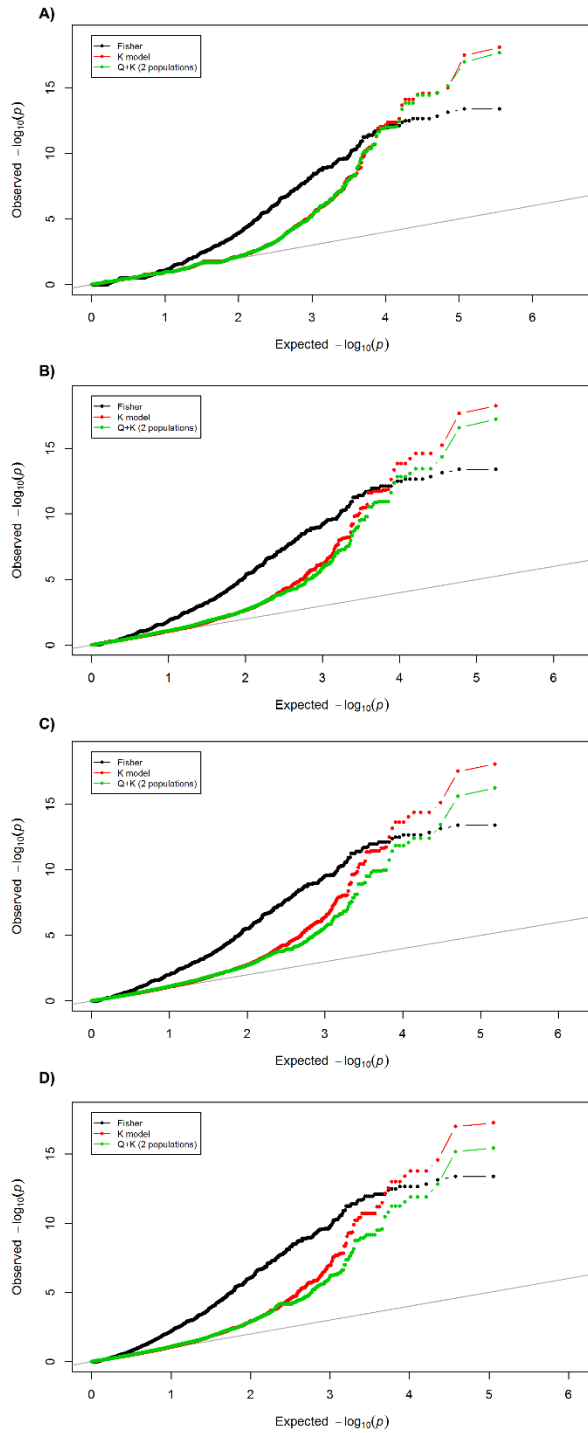 A)
Fisher
K model
Q+K (2 populations)
Observed −log10(p)
15
10
5
0
0 1 2 3 4 5 6
Expected −log10(p)
B)
Fisher
K model
Q+K (2 populations)
Observed −log10(p)
15
10
5
0
0 1 2 3 4 5 6
Expected −log10(p)
C)
Fisher
K model
Q+K (2 populations)
Observed −log10(p)
15
10
5
0
0 1 2 3 4 5 6
Expected −log10(p)
D)
Fisher
K model
Q+K (2 populations)
Observed −log10(p)
15
10
5
0
0 1 2 3 4 5 6
Expected −log10(p)